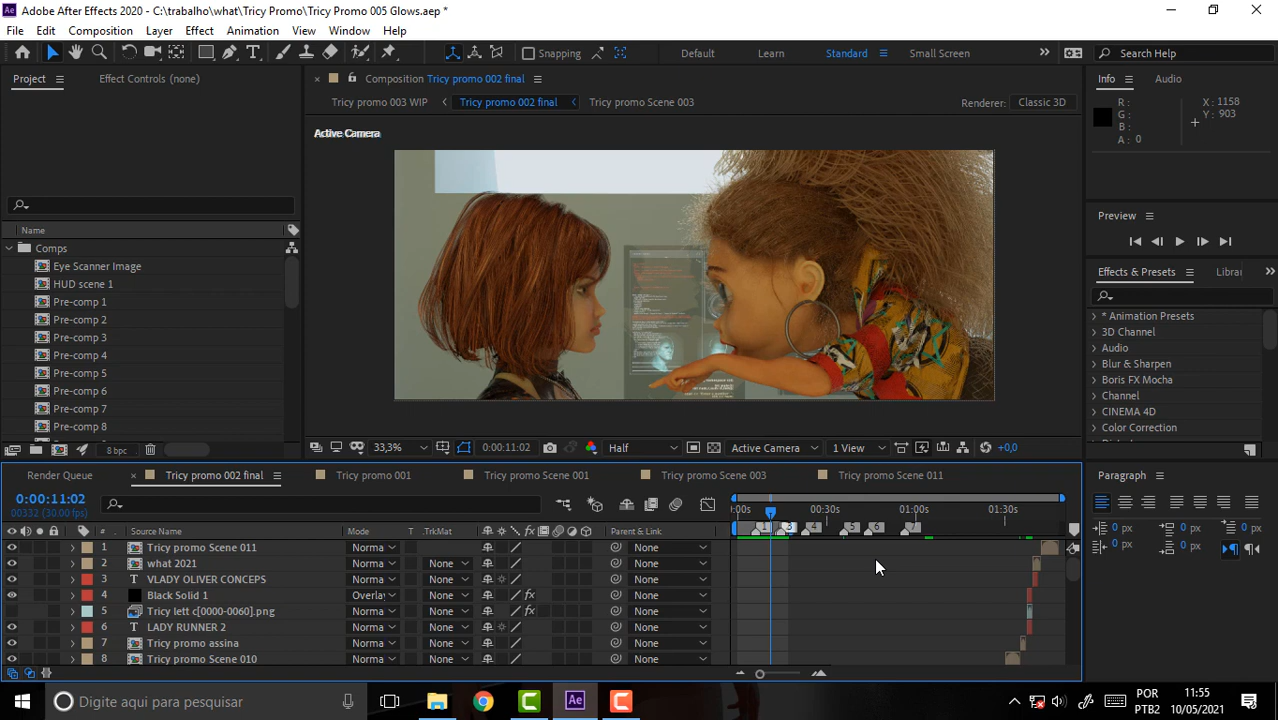 Adobe After Effects 2020 - C:\trabalho\what\Tricy Promo\Tricy Promo 005 Glows.aep *
File Edit Composition Layer Effect Animation View Window Help
Snapping Default Learn Standard Small Screen Search Help
Project Effect Controls (none)
Composition Tricy promo 002 final
Info Audio
Tricy promo 003 WIP Tricy promo 002 final Tricy promo Scene 003 Renderer: Classic 3D
R: X: 1158
G: Y: 903
B:
A: 0
Active Camera
Preview
Name
Comps
Eye Scanner Image
HUD scene 1
Pre-comp 1
Pre-comp 2
Pre-comp 3
Pre-comp 4
Pre-comp 5
Pre-comp 6
Pre-comp 7
Pre-comp 8
8 bpc
Effects & Presets Librai
* Animation Presets
3D Channel
Audio
Blur & Sharpen
Boris FX Mocha
Channel
CINEMA 4D
Color Correction
33,3% 0:00:11:02 Half Active Camera 1 View +0,0
Render Queue Tricy promo 002 final Tricy promo 001 Tricy promo Scene 001 Tricy promo Scene 003 Tricy promo Scene 011
Paragraph
0:00:11:02
00332 (30.00 fps)
:00s 00:30s 01:00s 01:30s
1 3 4 5 6 7
# Source Name Mode T .TrkMat Parent & Link
1 Tricy promo Scene 011 Norma None
2 what 2021 Norma None None
3 T VLADY OLIVER CONCEPS Norma None None
4 Black Solid 1 Overlay None None
5 Tricy lett c[0000-0060].png Norma None None
6 T LADY RUNNER 2 Norma None None
7 Tricy promo assina Norma None None
8 Tricy promo Scene 010 Norma None None
0 px 0 px 0 px
0 px 0 px
Digite aqui para pesquisar
POR
PTB2
11:55
10/05/2021